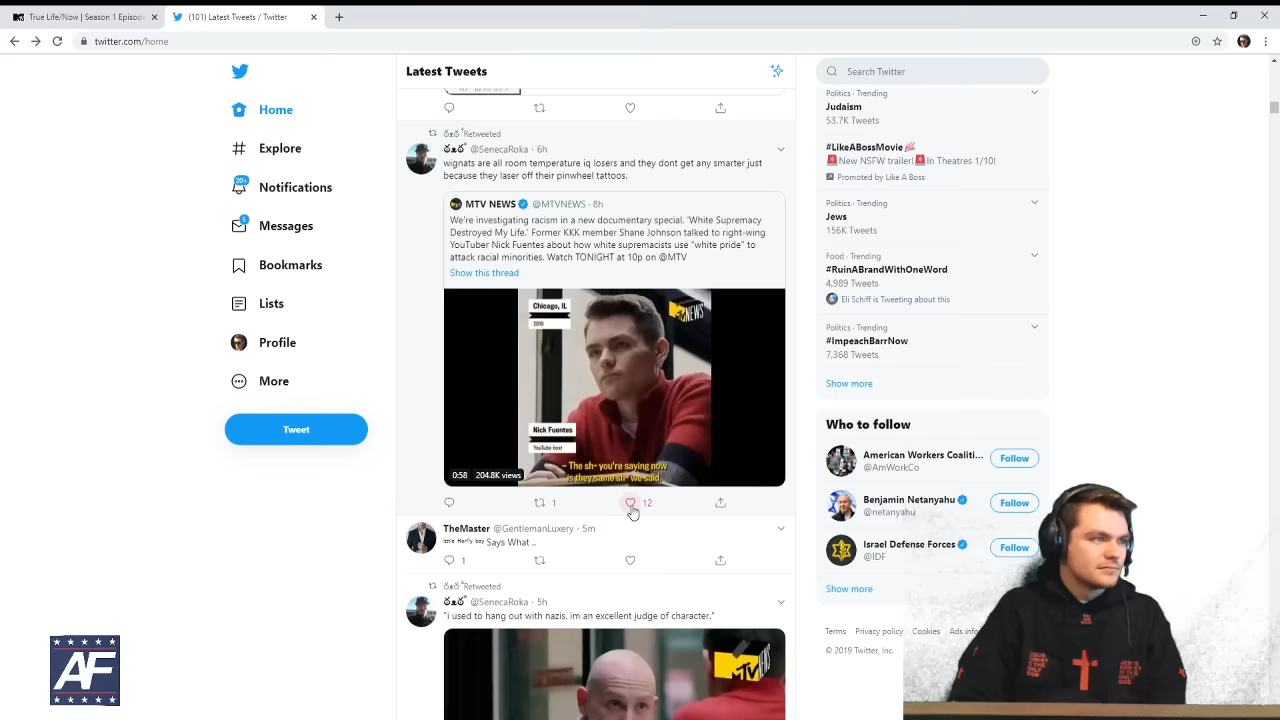 True Life/Now | Season 1 Episod
(101) Latest Tweets / Twitter
twitter.com/home
Home
Explore
20+
Notifications
Messages
Bookmarks
Lists
Profile
More
Tweet
AF
Latest Tweets
Retweeted
@SenecaRoka · 6h
wignats are all room temperature iq losers and they dont get any smarter just
because they laser off their pinwheel tattoos.
MTV NEWS @MTVNEWS · 8h
We're investigating racism in a new documentary special, 'White Supremacy
Destroyed My Life.' Former KKK member Shane Johnson talked to right-wing
YouTuber Nick Fuentes about how white supremacists use "white pride" to
attack racial minorities. Watch TONIGHT at 10p on @MTV
Show this thread
Chicago, IL
2019
NEWS
Nick Fuentes
YouTube host
- The sh- you're saying now
is they same sh- we said,
0:58 204.8K views
1 12
TheMaster @GentlemanLuxery · 5m
Says What ..
1
Retweeted
@SenecaRoka · 5h
"i used to hang out with nazis, im an excellent judge of character."
NEWS
Search Twitter
Politics · Trending
Judaism
53.7K Tweets
#LikeABossMovie
🚨New NSFW trailer!🚨In Theatres 1/10!
Promoted by Like A Boss
Politics · Trending
Jews
156K Tweets
Food · Trending
#RuinABrandWithOneWord
4,989 Tweets
Eli Schiff is Tweeting about this
Politics · Trending
#ImpeachBarrNow
7,368 Tweets
Show more
Who to follow
American Workers Coaliti...
@AmWorkCo
Follow
Benjamin Netanyahu
@netanyahu
Follow
Israel Defense Forces
@IDF
Follow
Show more
Terms Privacy policy Cookies Ads info
© 2019 Twitter, Inc.
JESUS
CHRIST
IS THE
ONLY
GOD